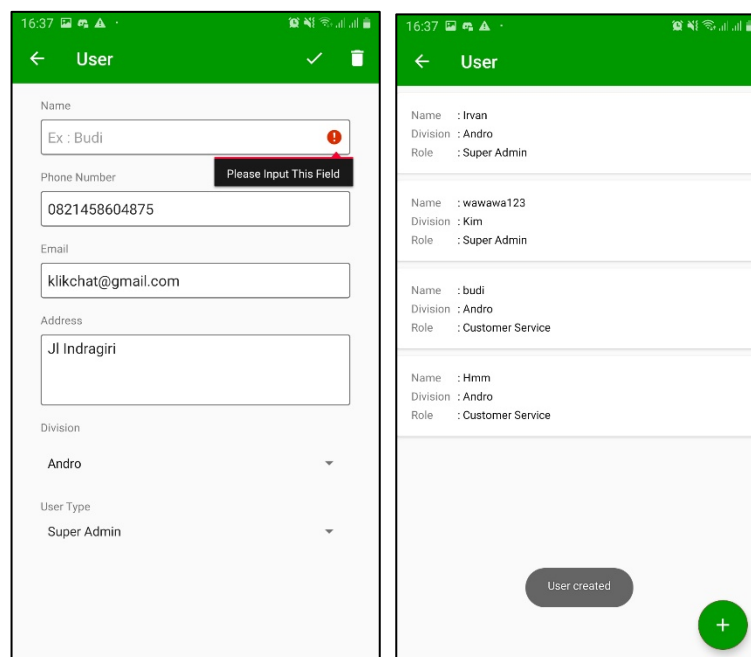 16:37
User
Name
Ex : Budi
Please Input This Field
Phone Number
0821458604875
Email
klikchat@gmail.com
Address
Jl Indragiri
Division
Andro
User Type
Super Admin
16:37
User
Name : Irvan
Division : Andro
Role : Super Admin
Name : wawawa123
Division : Kim
Role : Super Admin
Name : budi
Division : Andro
Role : Customer Service
Name : Hmm
Division : Andro
Role : Customer Service
User created